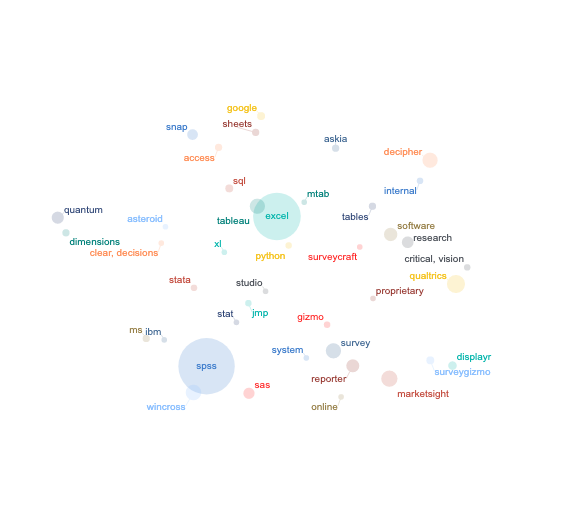 google
sheets
snap
askia
access
decipher
sql
internal
mtab
quantum
asteroid
tableau
excel
tables
software
dimensions
research
clear, decisions
xl
python
surveycraft
critical, vision
stata
studio
qualtrics
proprietary
stat
jmp
gizmo
ms
ibm
system
survey
displayr
spss
surveygizmo
reporter
sas
marketsight
wincross
online